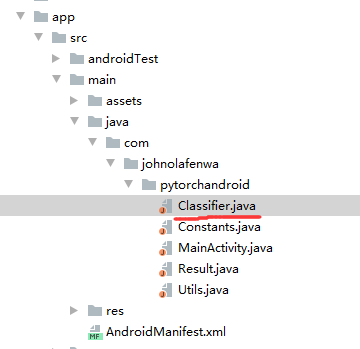 app
src
androidTest
main
assets
java
com
johnolafenwa
pytorchandroid
Classifier.java
Constants.java
MainActivity.java
Result.java
Utils.java
res
MF AndroidManifest.xml